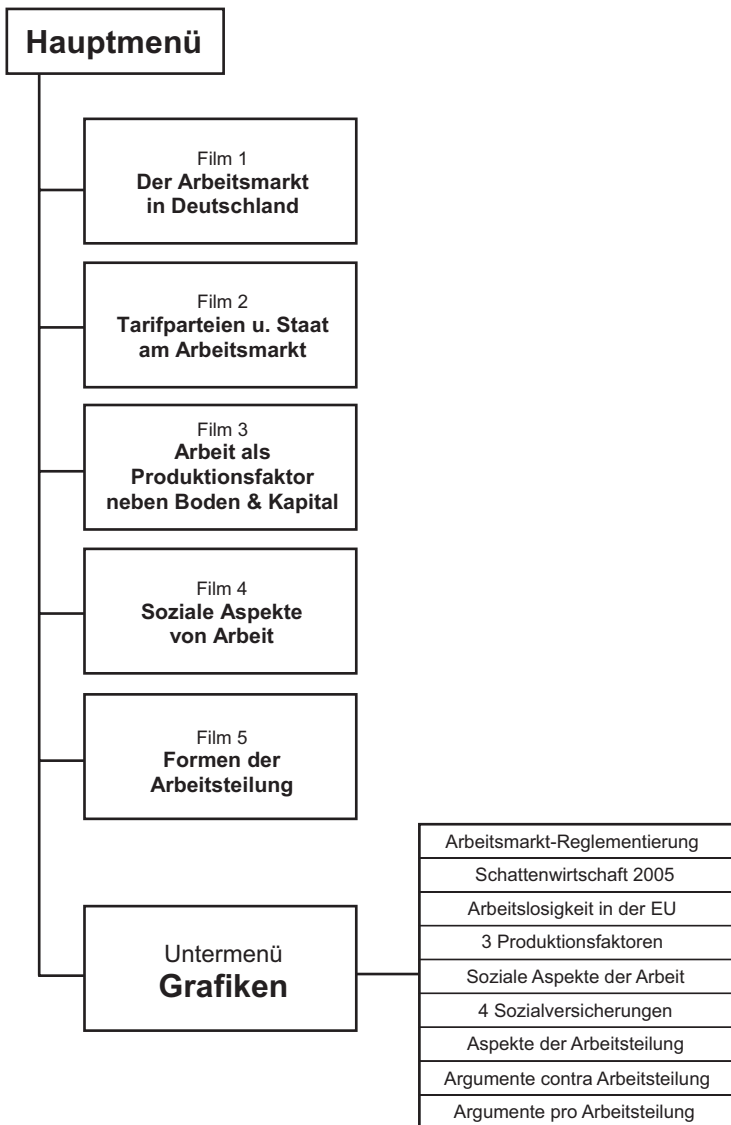 Hauptmenü
Film 1
Der Arbeitsmarkt
in Deutschland
Film 2
Tarifparteien u. Staat
am Arbeitsmarkt
Film 3
Arbeit als
Produktionsfaktor
neben Boden & Kapital
Film 4
Soziale Aspekte
von Arbeit
Film 5
Formen der
Arbeitsteilung
Untermenü
Grafiken
Arbeitsmarkt-Reglementierung
Schattenwirtschaft 2005
Arbeitslosigkeit in der EU
3 Produktionsfaktoren
Soziale Aspekte der Arbeit
4 Sozialversicherungen
Aspekte der Arbeitsteilung
Argumente contra Arbeitsteilung
Argumente pro Arbeitsteilung